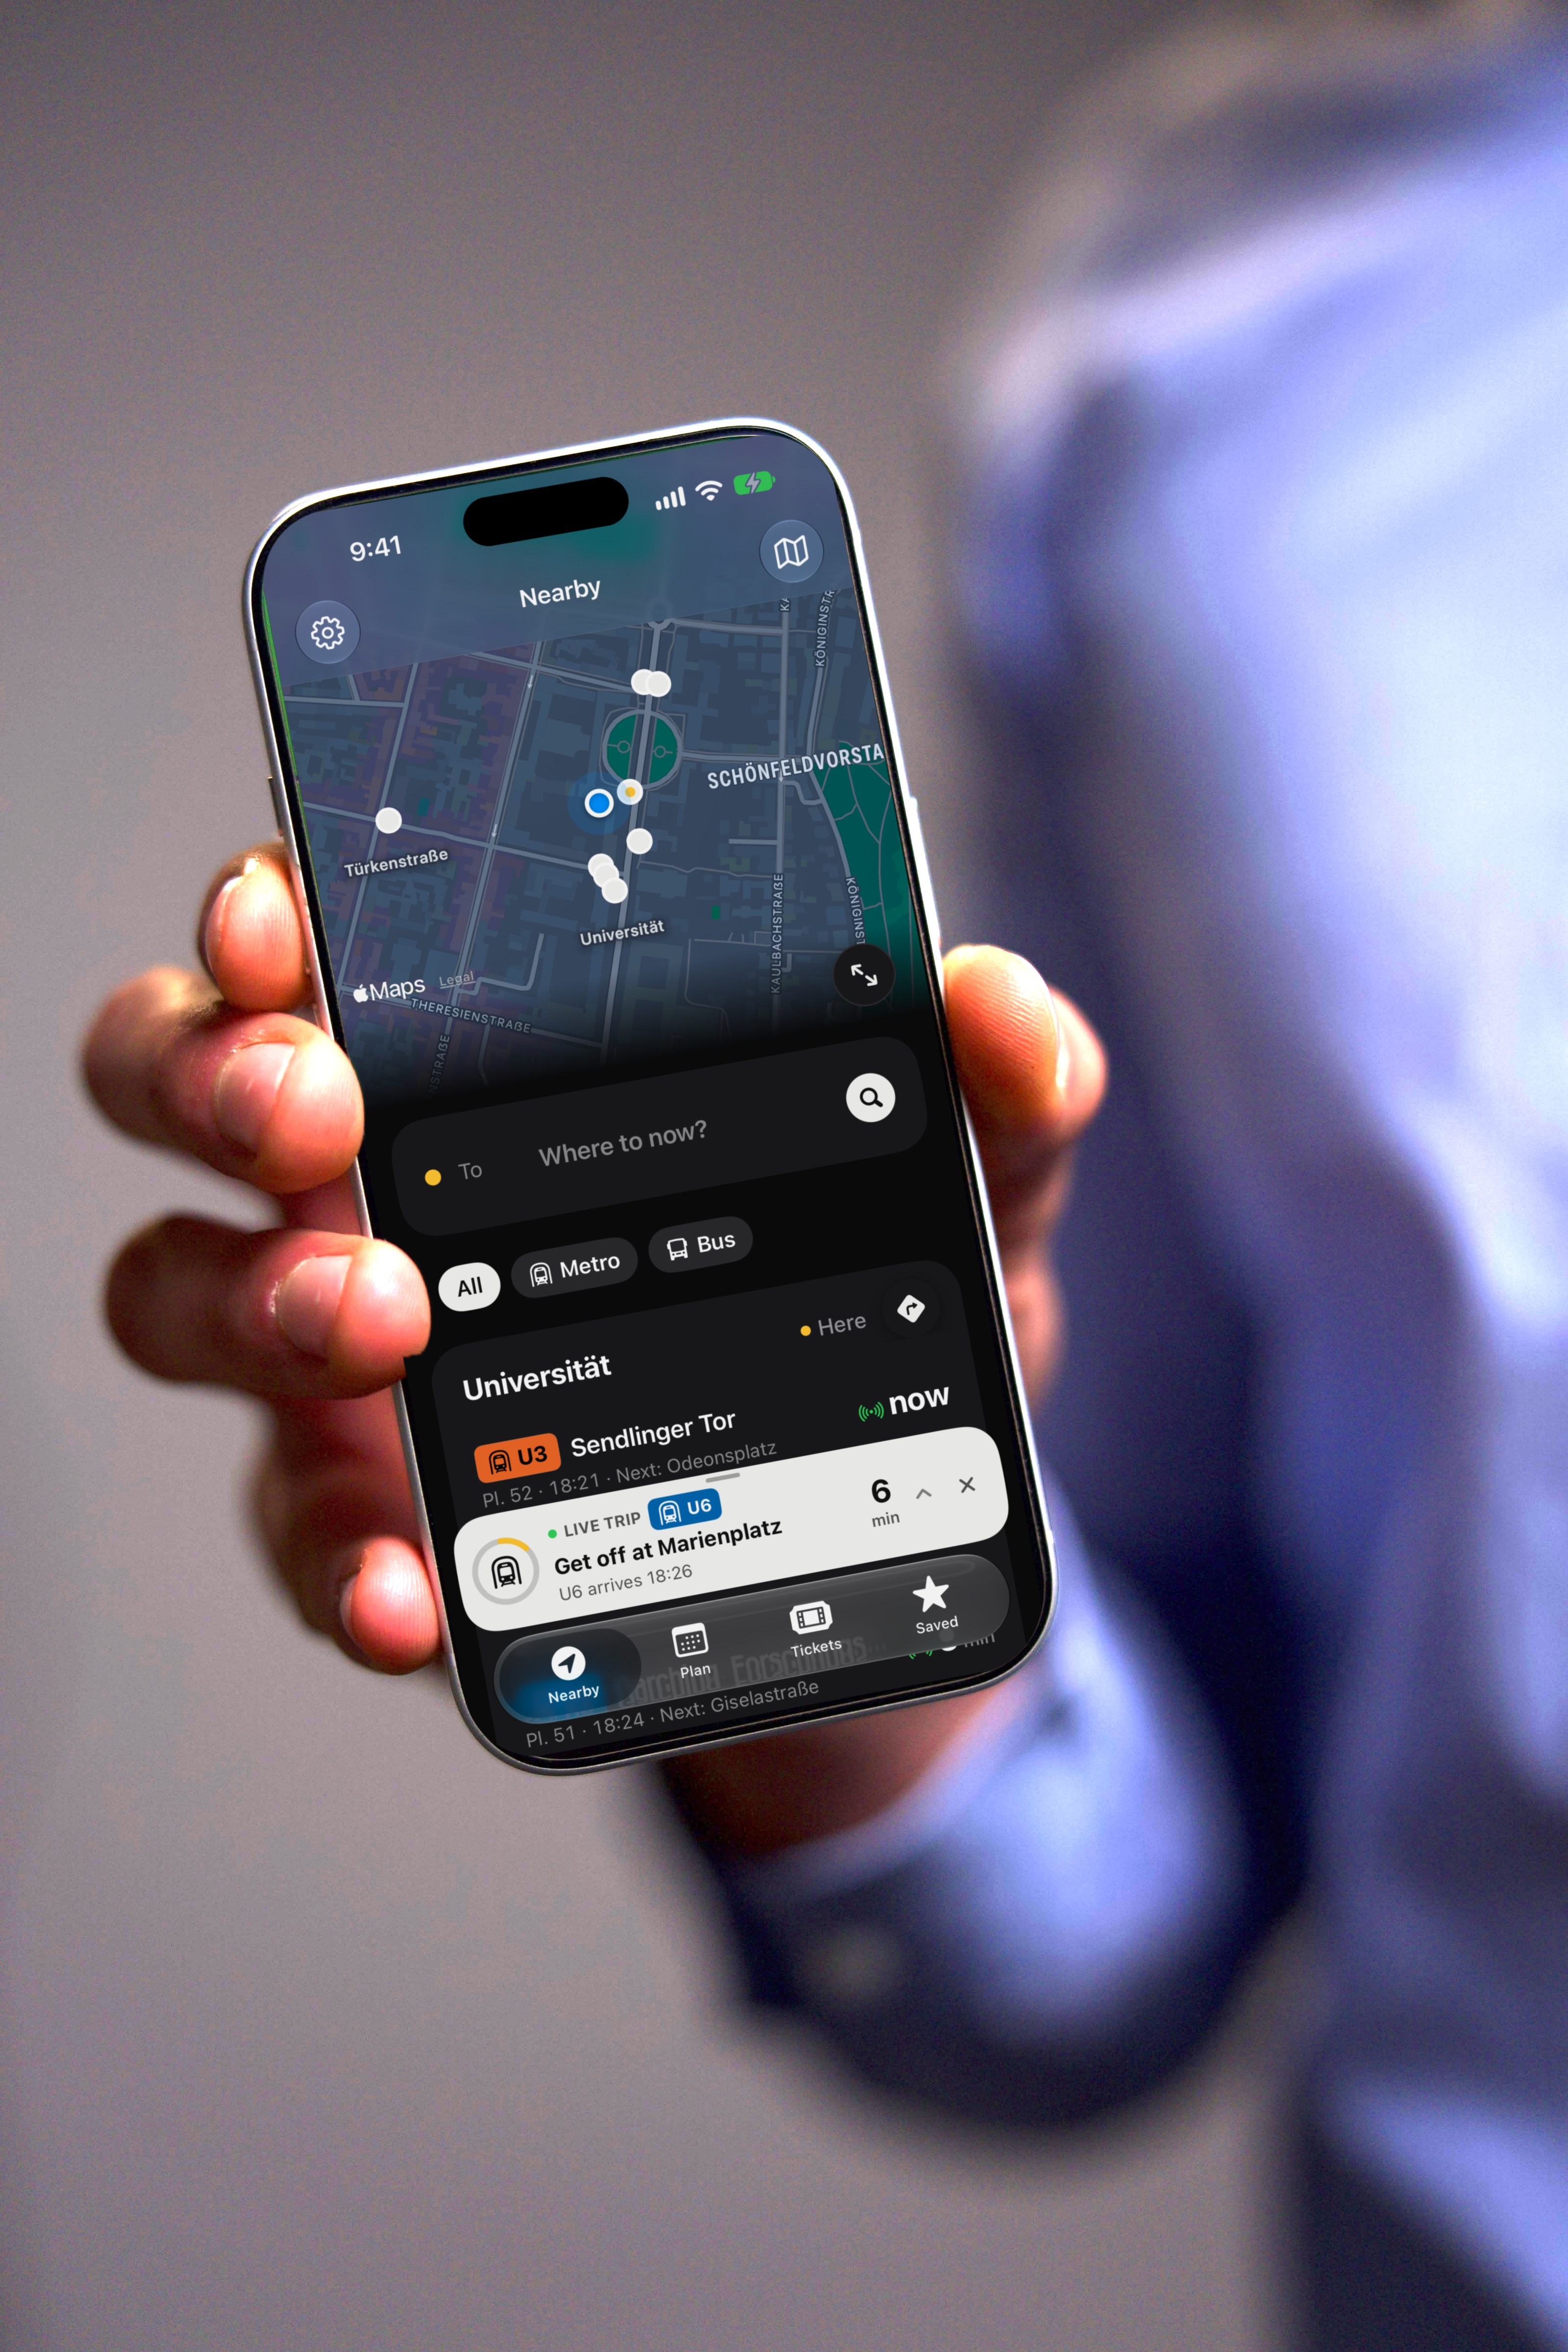 9:41
Nearby
KÖNIGINSTR
SCHÖNFELDVORSTA
Türkenstraße
Universität
KAULBACHSTRASSE
Maps Legal
THERESIENSTRASSE
To Where to now?
All Metro Bus
Universität Here
U3 Sendlinger Tor now
Pl. 52 · 18:21 · Next: Odeonsplatz
LIVE TRIP U6
Get off at Marienplatz
U6 arrives 18:26
6
min
Nearby Plan Tickets Saved
min
Pl. 51 · 18:24 · Next: Giselastraße